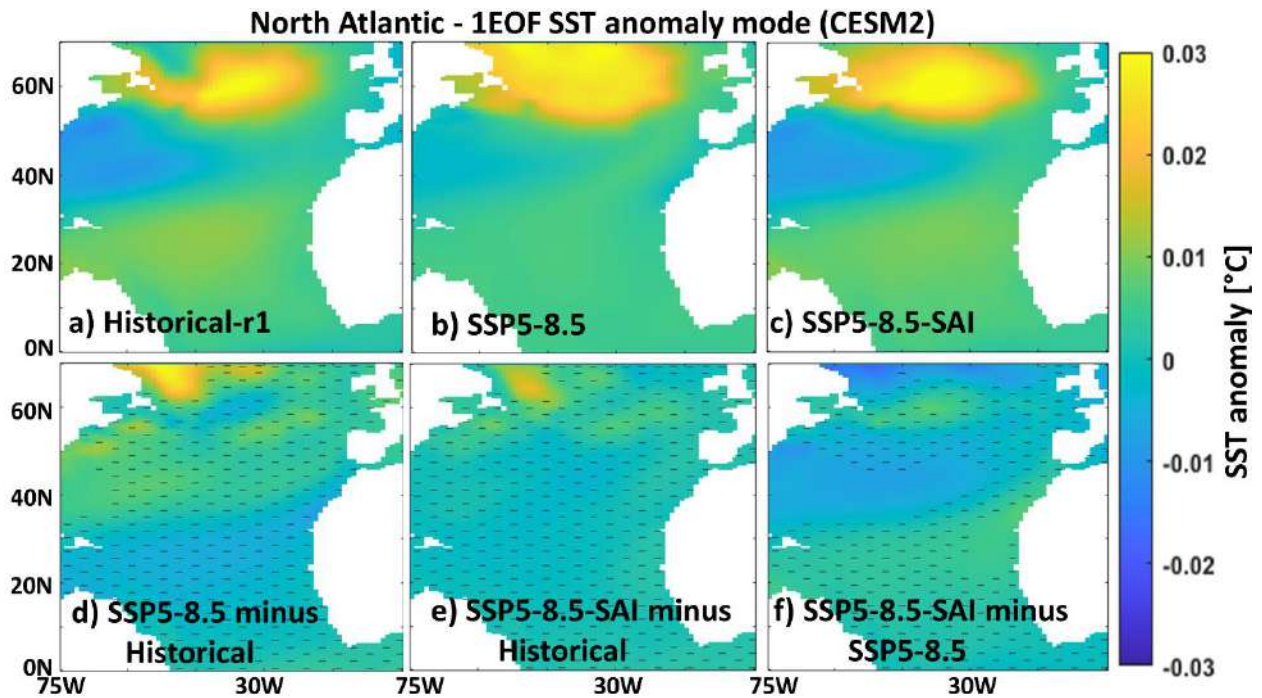 North Atlantic - 1EOF SST anomaly mode (CESM2)
60N
40N
20N
0N
a) Historical-r1
b) SSP5-8.5
c) SSP5-8.5-SAI
60N
40N
20N
0N
d) SSP5-8.5 minus
Historical
e) SSP5-8.5-SAI minus
Historical
f) SSP5-8.5-SAI minus
SSP5-8.5
75W
30W
75W
30W
75W
30W
0.03
0.02
0.01
0
-0.01
-0.02
-0.03
SST anomaly [°C]